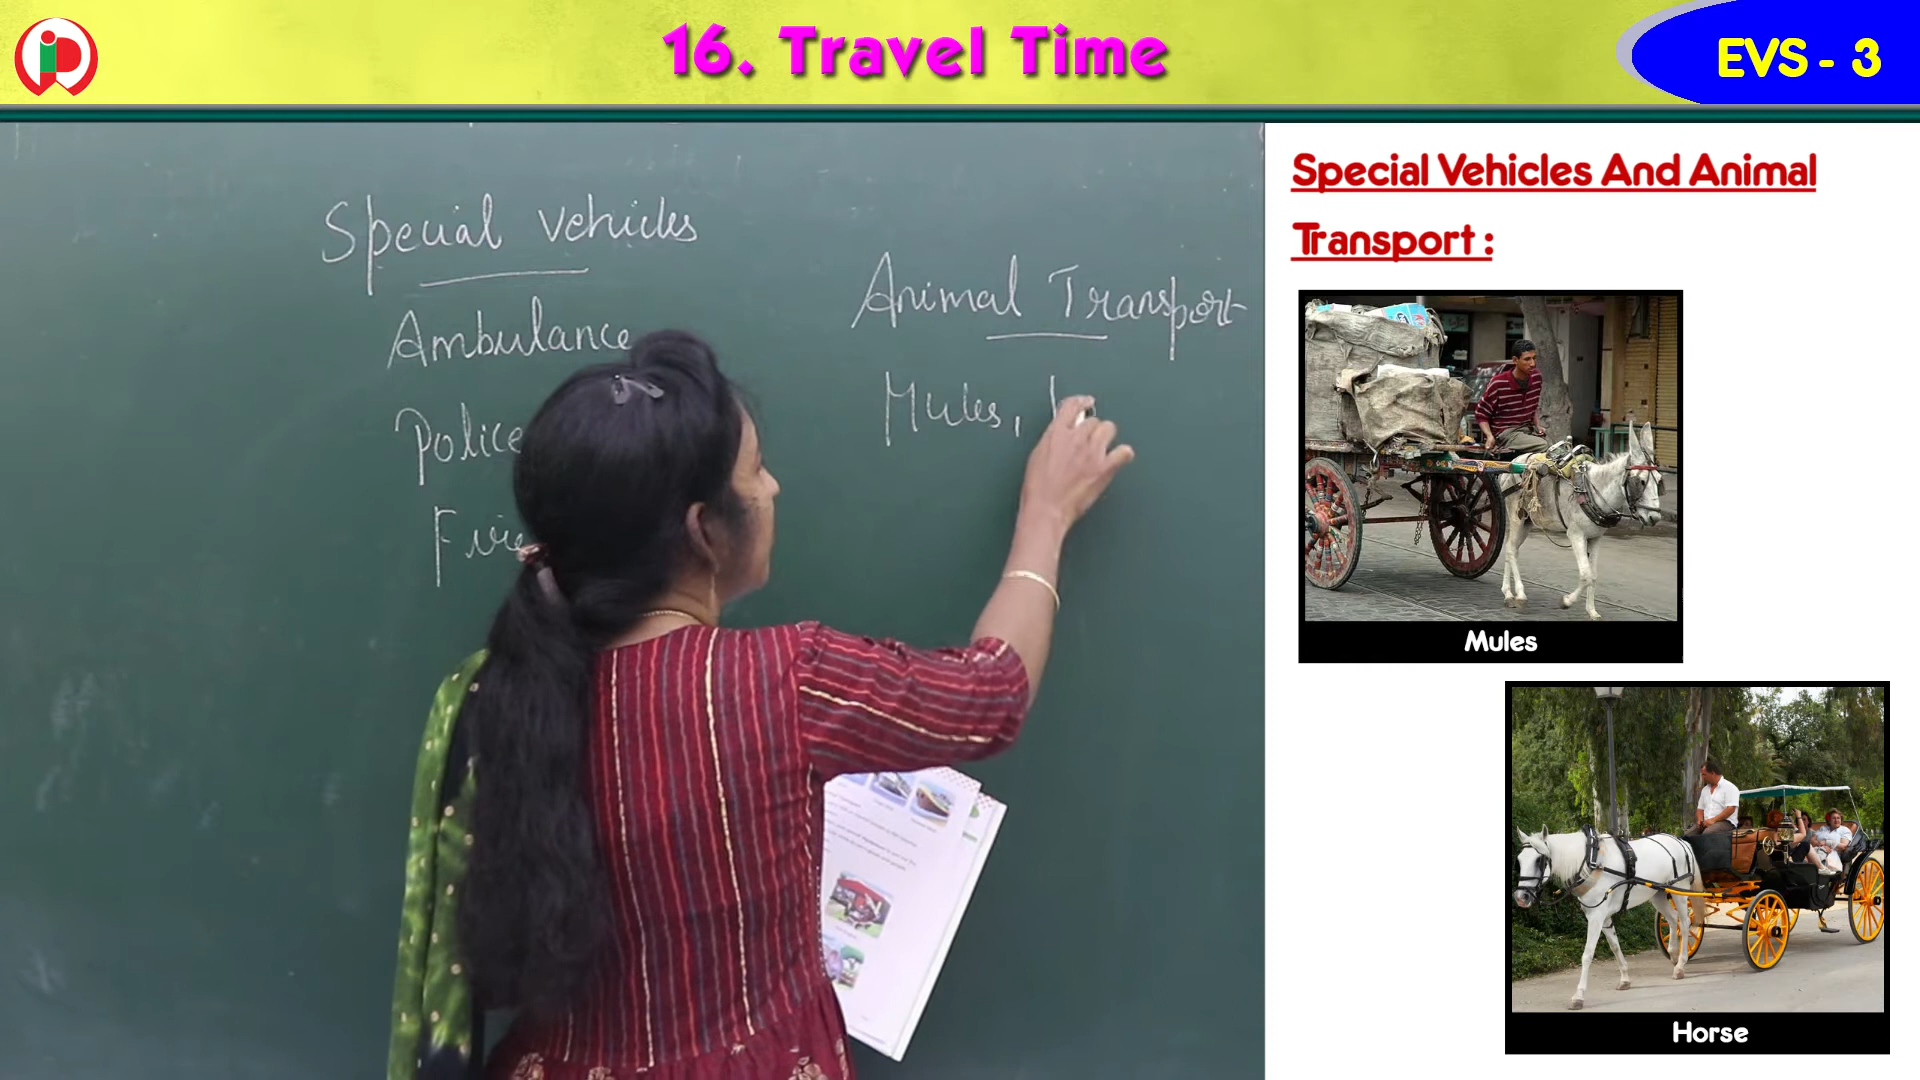 16. Travel Time
EVS - 3
Special vehicles
Ambulance
Police
Fire
Animal Transport
Mules,
Special Vehicles And Animal
Transport :
Mules
Horse